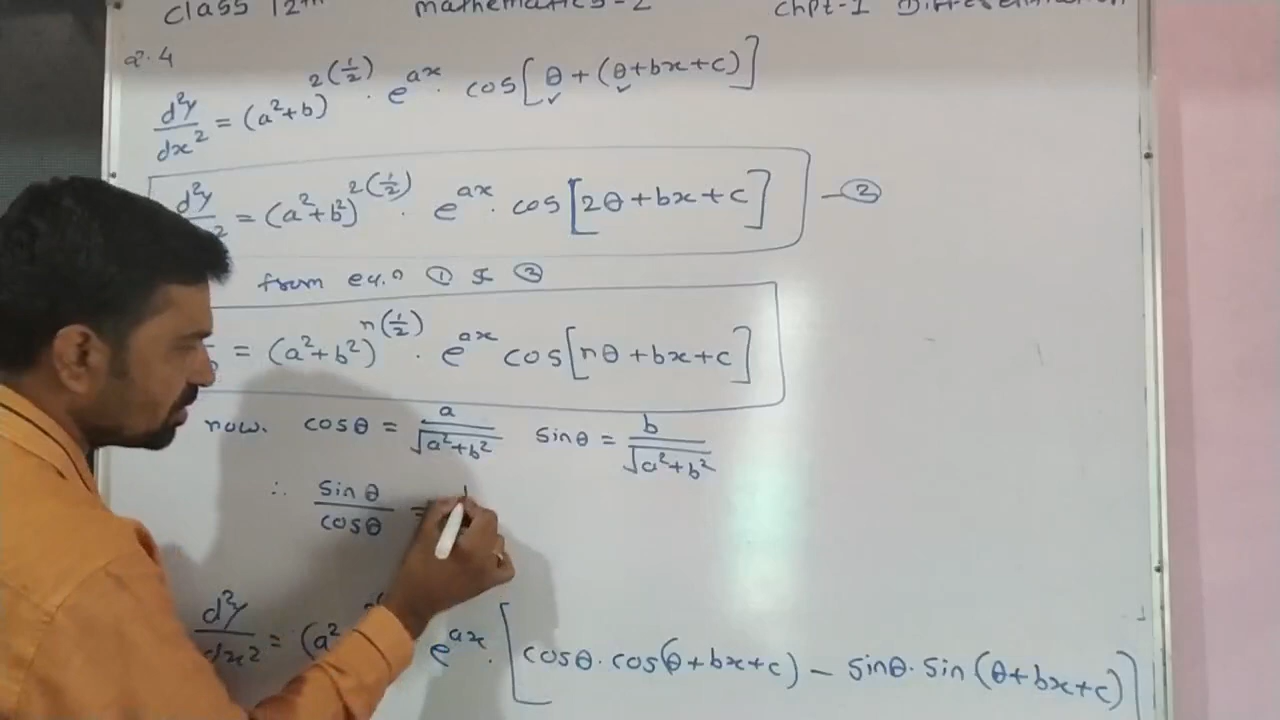 Class 12th Mathematics-2 Chpt-1 Differentiation
Q.4
d²y/dx² = (a²+b)^2(1/2) · e^ax · cos[θ + (θ+bx+c)]
d²y/dx² = (a²+b²)^2(1/2) · e^ax · cos[2θ+bx+c] —②
from eq.n ① & ②
= (a²+b²)^n(1/2) · e^ax cos[nθ+bx+c]
now. cosθ = a/√(a²+b²) sinθ = b/√(a²+b²)
∴ sinθ/cosθ =
d²y/dx² = (a² e^ax · [cosθ·cos(θ+bx+c) − sinθ·sin(θ+bx+c)]